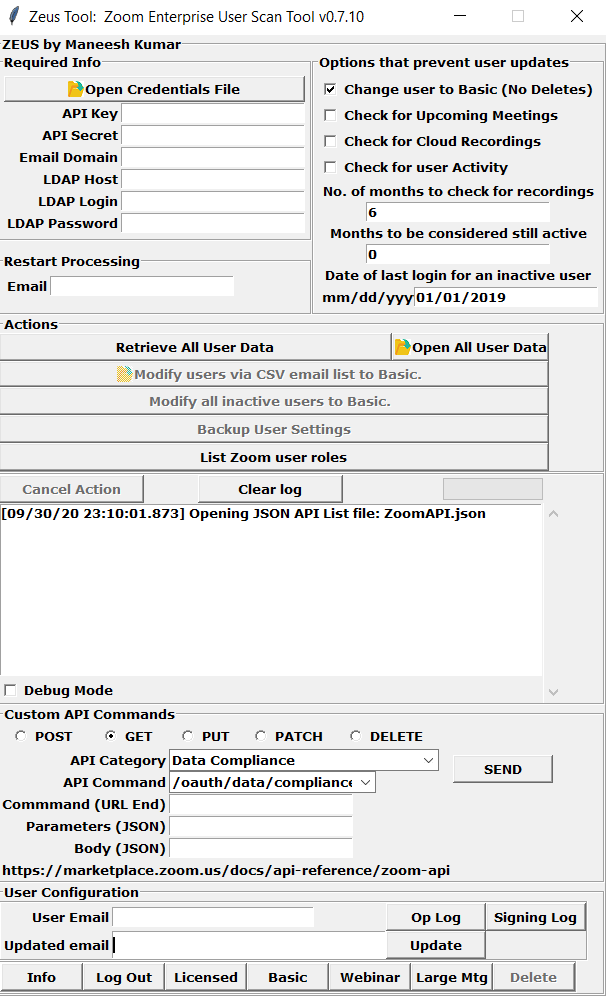 Zeus Tool:  Zoom Enterprise User Scan Tool v0.7.10
ZEUS by Maneesh Kumar
Required Info
Open Credentials File
API Key
API Secret
Email Domain
LDAP Host
LDAP Login
LDAP Password
Restart Processing
Email
Options that prevent user updates
Change user to Basic (No Deletes)
Check for Upcoming Meetings
Check for Cloud Recordings
Check for user Activity
No. of months to check for recordings
6
Months to be considered still active
0
Date of last login for an inactive user
mm/dd/yyy 01/01/2019
Actions
Retrieve All User Data Open All User Data
Modify users via CSV email list to Basic.
Modify all inactive users to Basic.
Backup User Settings
List Zoom user roles
Cancel Action Clear log
[09/30/20 23:10:01.873] Opening JSON API List file: ZoomAPI.json
Debug Mode
Custom API Commands
POST GET PUT PATCH DELETE
API Category Data Compliance
SEND
API Command /oauth/data/compliance
Commmand (URL End)
Parameters (JSON)
Body (JSON)
https://marketplace.zoom.us/docs/api-reference/zoom-api
User Configuration
User Email Op Log Signing Log
Updated email Update
Info Log Out Licensed Basic Webinar Large Mtg Delete